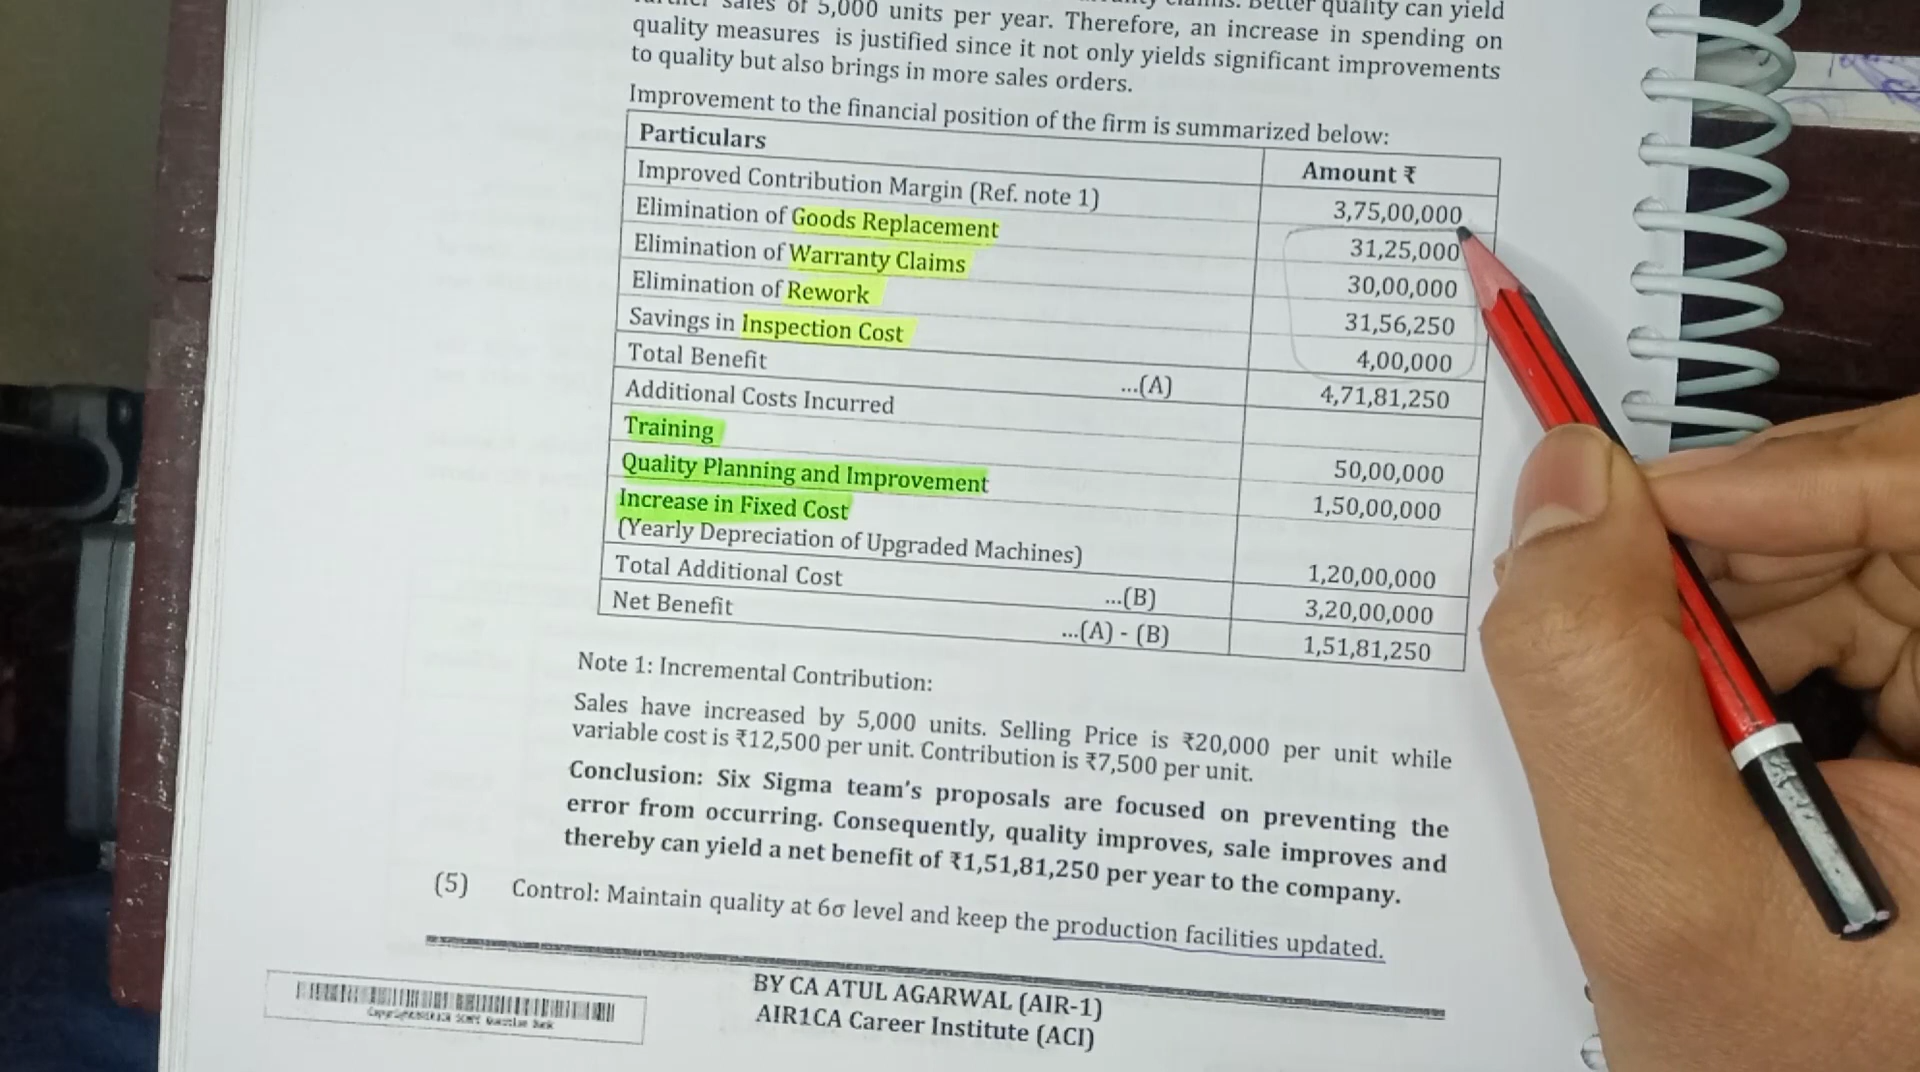 sales of 5,000 units per year. Therefore, an increase in spending on
quality measures is justified since it not only yields significant improvements
to quality but also brings in more sales orders.
Improvement to the financial position of the firm is summarized below:
Particulars Amount ₹
Improved Contribution Margin (Ref. note 1) 3,75,00,000
Elimination of Goods Replacement 31,25,000
Elimination of Warranty Claims 30,00,000
Elimination of Rework 31,56,250
Savings in Inspection Cost 4,00,000
Total Benefit ...(A) 4,71,81,250
Additional Costs Incurred
Training 50,00,000
Quality Planning and Improvement 1,50,00,000
Increase in Fixed Cost
(Yearly Depreciation of Upgraded Machines) 1,20,00,000
Total Additional Cost ...(B) 3,20,00,000
Net Benefit ...(A) - (B) 1,51,81,250
Note 1: Incremental Contribution:
Sales have increased by 5,000 units. Selling Price is ₹20,000 per unit while
variable cost is ₹12,500 per unit. Contribution is ₹7,500 per unit.
Conclusion: Six Sigma team's proposals are focused on preventing the
error from occurring. Consequently, quality improves, sale improves and
thereby can yield a net benefit of ₹1,51,81,250 per year to the company.
(5) Control: Maintain quality at 6σ level and keep the production facilities updated.
BY CA ATUL AGARWAL (AIR-1)
AIR1CA Career Institute (ACI)